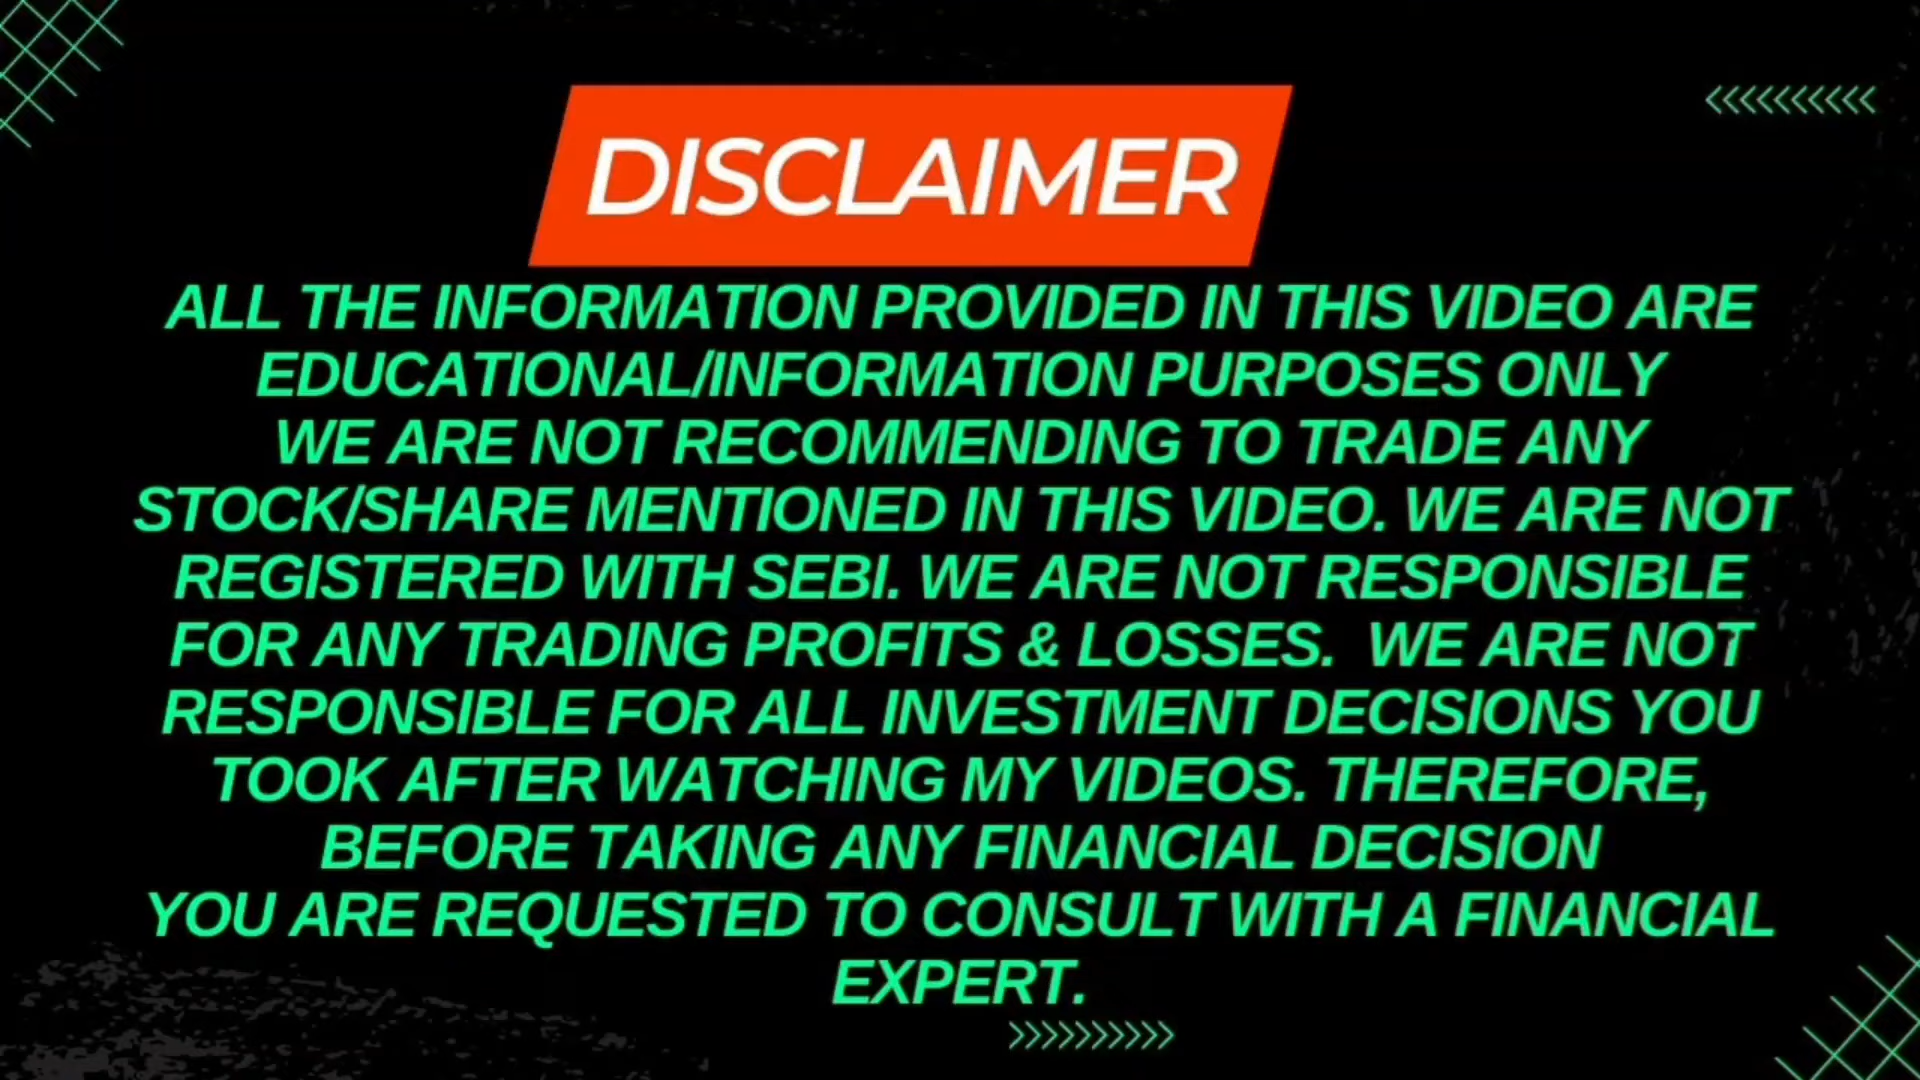 DISCLAIMER
ALL THE INFORMATION PROVIDED IN THIS VIDEO ARE
EDUCATIONAL/INFORMATION PURPOSES ONLY
WE ARE NOT RECOMMENDING TO TRADE ANY
STOCK/SHARE MENTIONED IN THIS VIDEO. WE ARE NOT
REGISTERED WITH SEBI. WE ARE NOT RESPONSIBLE
FOR ANY TRADING PROFITS & LOSSES.  WE ARE NOT
RESPONSIBLE FOR ALL INVESTMENT DECISIONS YOU
TOOK AFTER WATCHING MY VIDEOS. THEREFORE,
BEFORE TAKING ANY FINANCIAL DECISION
YOU ARE REQUESTED TO CONSULT WITH A FINANCIAL
EXPERT.